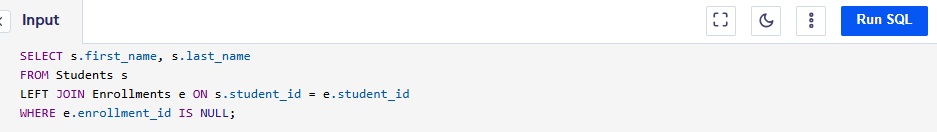 Input
Run SQL
SELECT s.first_name, s.last_name
FROM Students s
LEFT JOIN Enrollments e ON s.student_id = e.student_id
WHERE e.enrollment_id IS NULL;